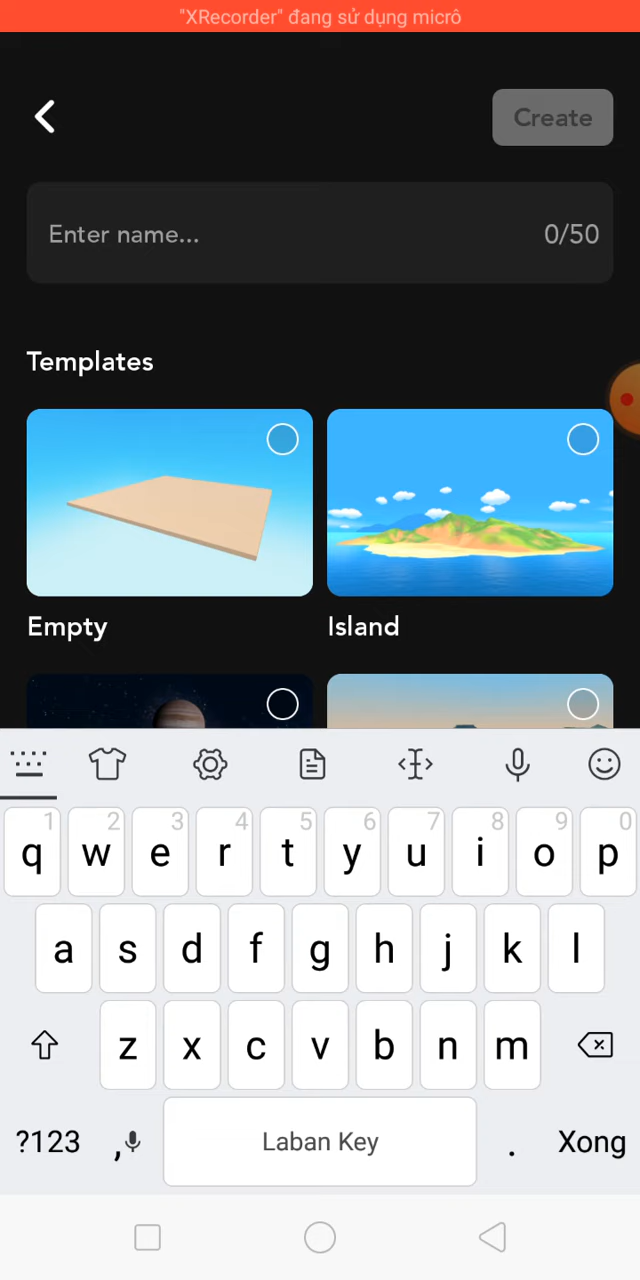 "XRecorder" đang sử dụng micrô
Create
Enter name...
0/50
Templates
Empty
Island
1 2 3 4 5 6 7 8 9 0
q w e r t y u i o p
a s d f g h j k l
z x c v b n m
?123 , Laban Key . Xong